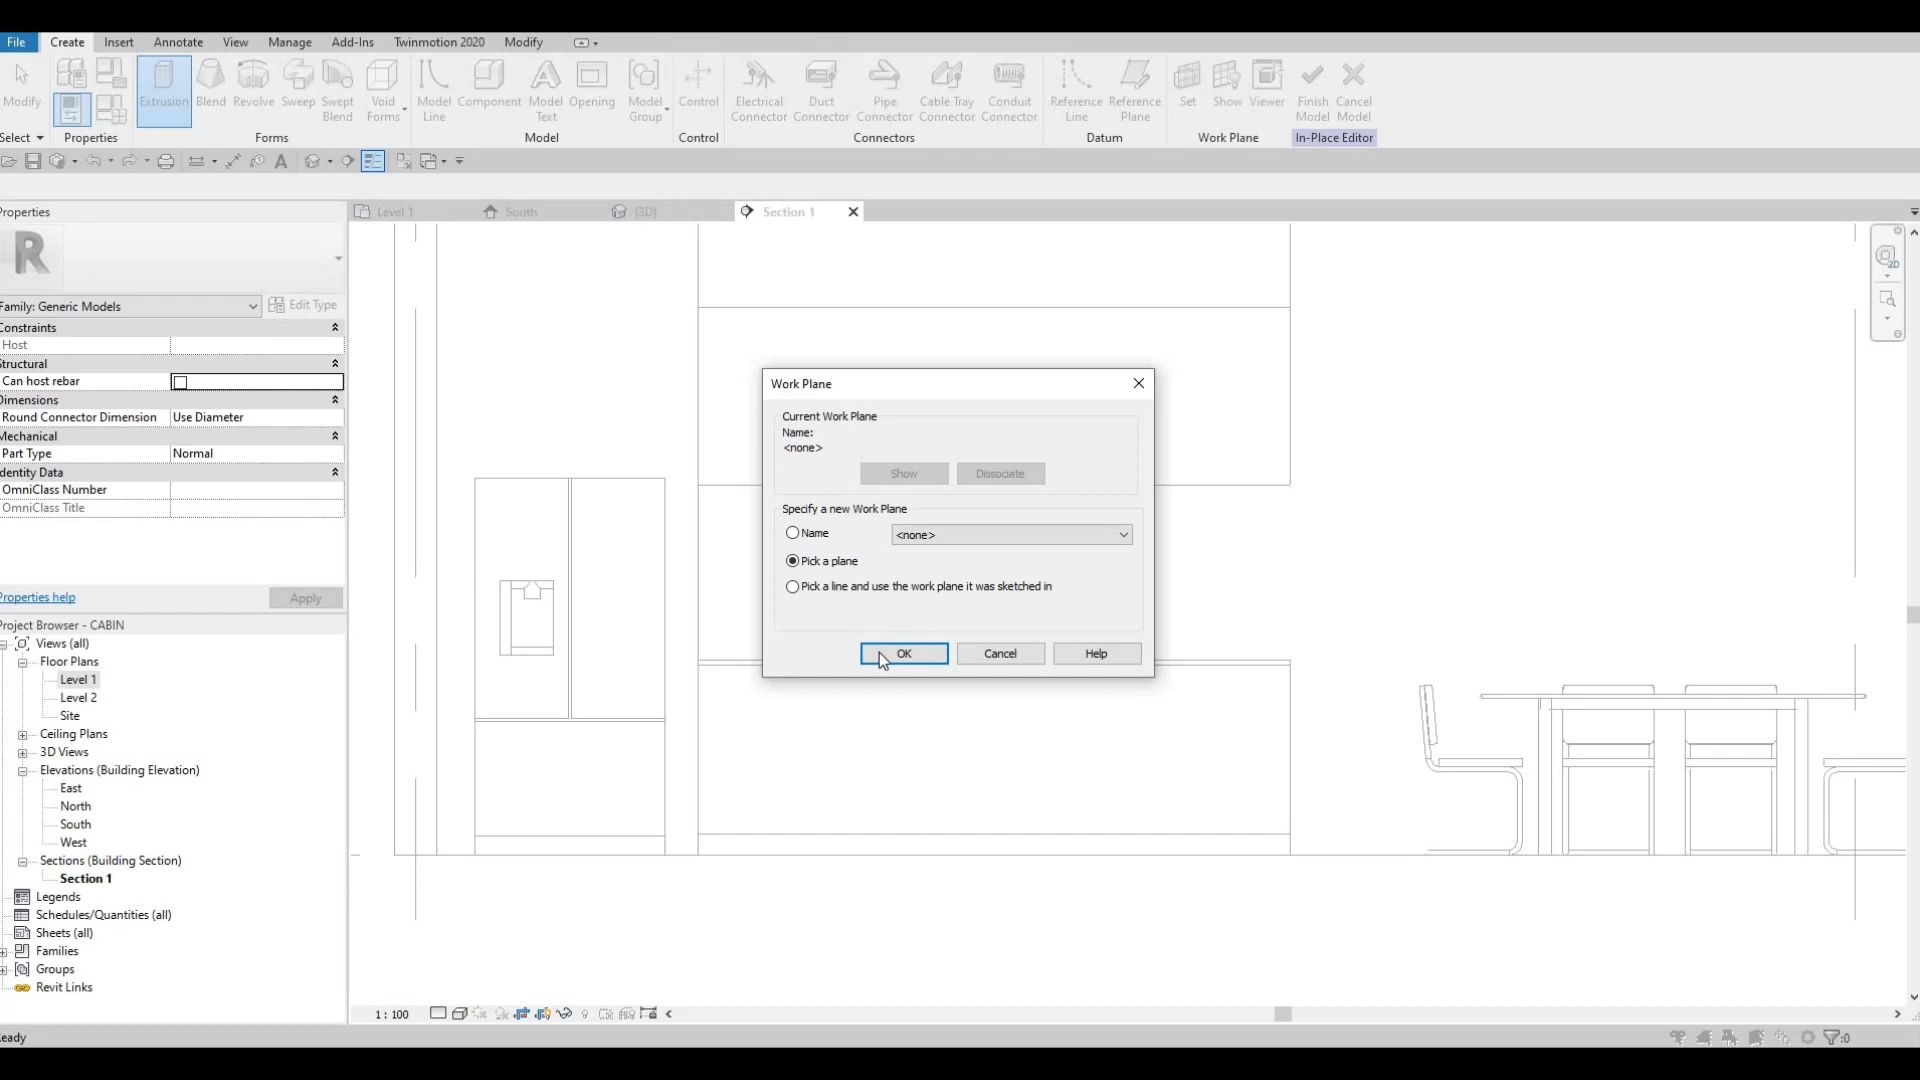 File Create Insert Annotate View Manage Add-Ins Twinmotion 2020 Modify
Modify Extrusion Blend Revolve Sweep Swept Blend Void Forms Model Line Component Model Text Opening Model Group Control Electrical Connector Duct Connector Pipe Connector Cable Tray Connector Conduit Connector Reference Line Reference Plane Set Show Viewer Finish Model Cancel Model
Select Properties Forms Model Control Connectors Datum Work Plane In-Place Editor
Properties
Level 1 South {3D} Section 1
R
Family: Generic Models Edit Type
Constraints
Host
Structural
Can host rebar
Dimensions
Round Connector Dimension Use Diameter
Mechanical
Part Type Normal
Identity Data
OmniClass Number
OmniClass Title
Properties help Apply
Project Browser - CABIN
Views (all)
Floor Plans
Level 1
Level 2
Site
Ceiling Plans
3D Views
Elevations (Building Elevation)
East
North
South
West
Sections (Building Section)
Section 1
Legends
Schedules/Quantities (all)
Sheets (all)
Families
Groups
Revit Links
Work Plane
Current Work Plane
Name:
<none>
Show Dissociate
Specify a new Work Plane
Name <none>
Pick a plane
Pick a line and use the work plane it was sketched in
OK Cancel Help
2D
1 : 100
eady
:0